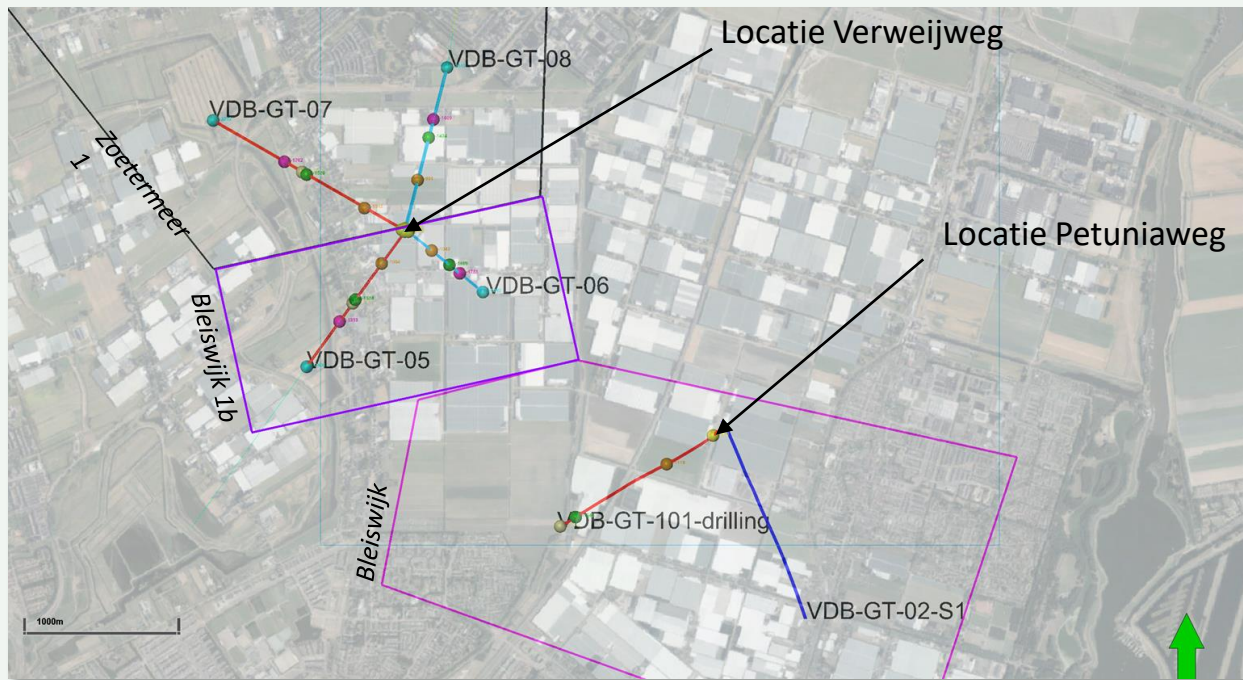 Locatie Verweijweg
VDB-GT-08
VDB-GT-07
Zoetermeer
1
Locatie Petuniaweg
VDB-GT-06
Bleiswijk 1b
VDB-GT-05
Bleiswijk
VDB-GT-101-drilling
VDB-GT-02-S1
1000m